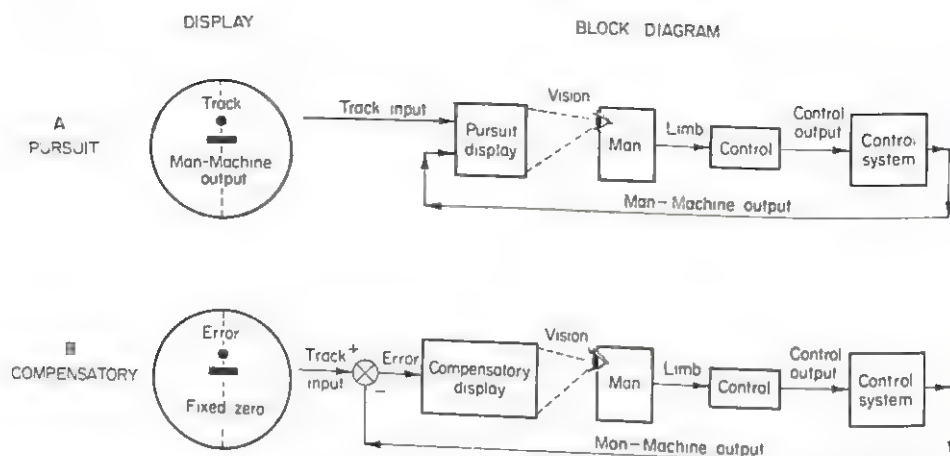 DISPLAY
BLOCK DIAGRAM
A
PURSUIT
Track
Man-Machine
output
Track input
Pursuit
display
Vision
Man
Limb
Control
Control
output
Control
system
Man-Machine output
COMPENSATORY
Error
Fixed zero
Track
input
+
−
Error
Compensatory
display
Vision
Man
Limb
Control
Control
output
Control
system
Man-Machine output